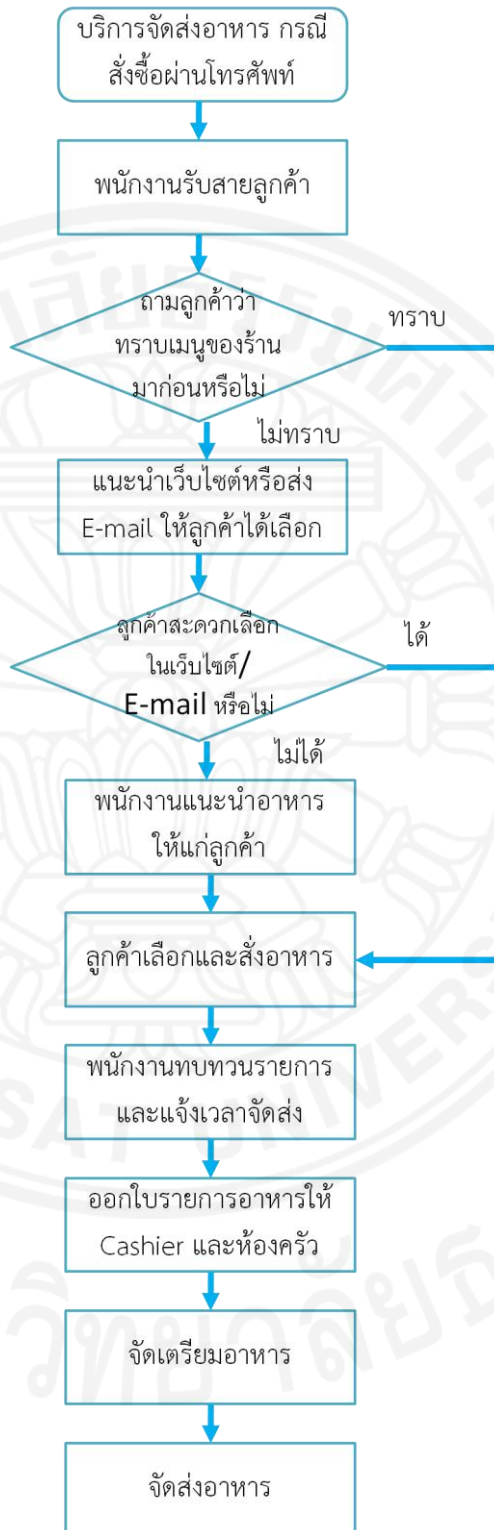 บริการจัดส่งอาหาร กรณี
สั่งซื้อผ่านโทรศัพท์
พนักงานรับสายลูกค้า
ถามลูกค้าว่า
ทราบเมนูของร้าน
มาก่อนหรือไม่
ทราบ
ไม่ทราบ
แนะนำเว็บไซต์หรือส่ง
E-mail ให้ลูกค้าได้เลือก
ลูกค้าสะดวกเลือก
ในเว็บไซต์/
E-mail หรือไม่
ได้
ไม่ได้
พนักงานแนะนำอาหาร
ให้แก่ลูกค้า
ลูกค้าเลือกและสั่งอาหาร
พนักงานทบทวนรายการ
และแจ้งเวลาจัดส่ง
ออกใบรายการอาหารให้
Cashier และห้องครัว
จัดเตรียมอาหาร
จัดส่งอาหาร